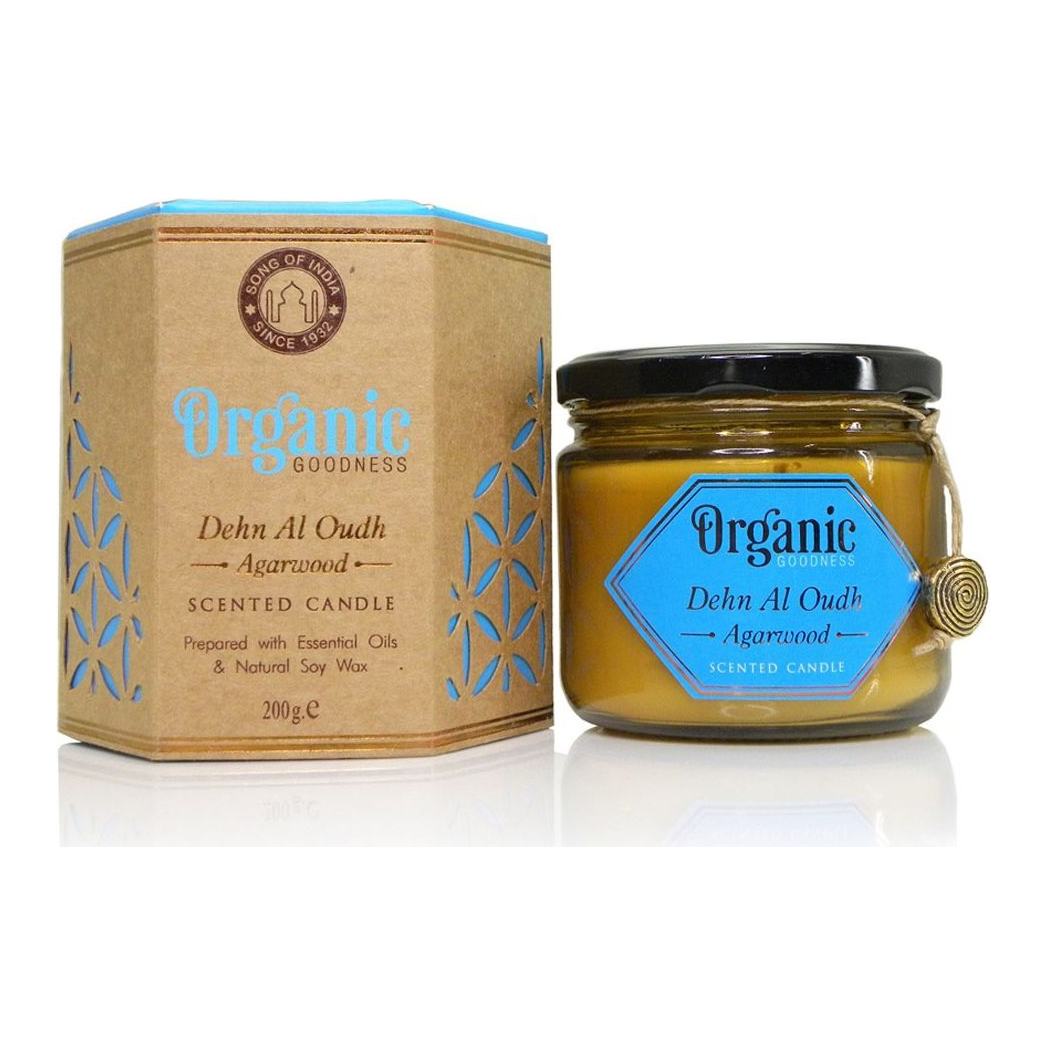 SONG OF INDIA
SINCE 1932
Organic
GOODNESS
Dehn Al Oudh
Agarwood
SCENTED CANDLE
Prepared with Essential Oils
& Natural Soy Wax
200g.e
Organic
GOODNESS
Dehn Al Oudh
Agarwood
SCENTED CANDLE